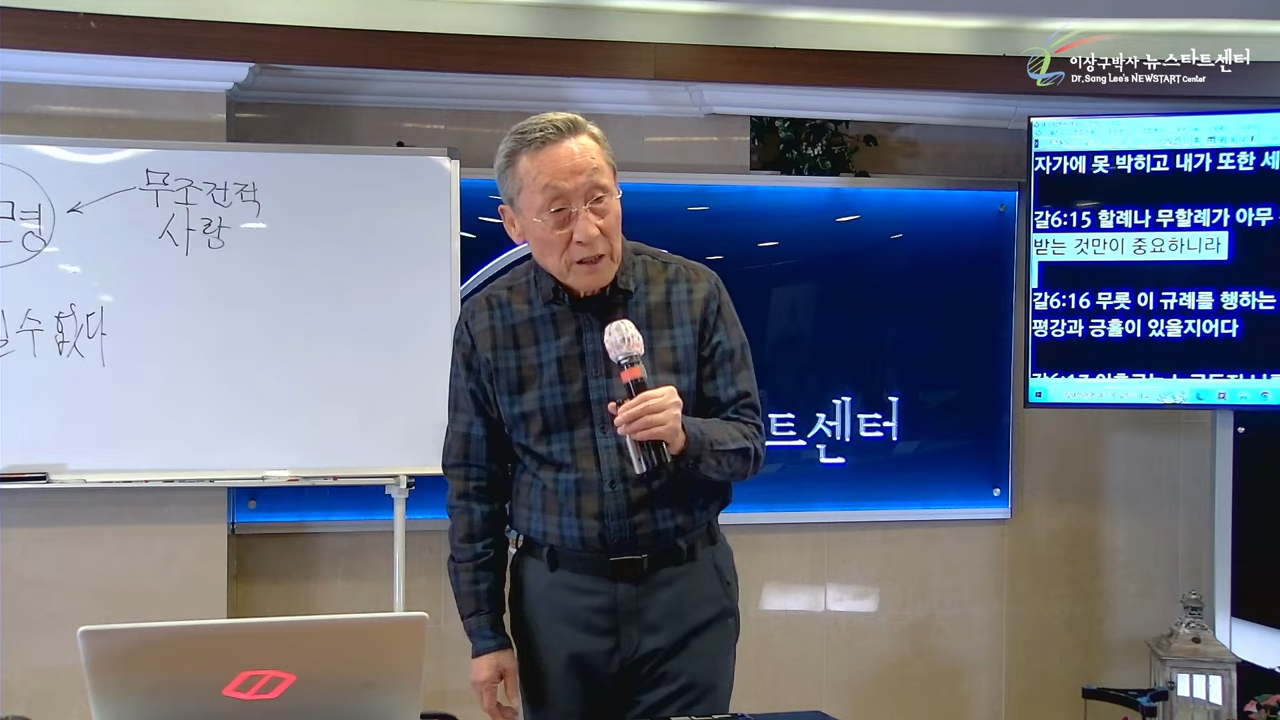 이상구박사 뉴스타트센터
Dr. Sang Lee's NEWSTART Center
무조건적
사랑
수 없다
트센터
자가에 못 박히고 내가 또한 세
갈6:15 할례나 무할례가 아무
받는 것만이 중요하니라
갈6:16 무릇 이 규례를 행하는
평강과 긍휼이 있을지어다